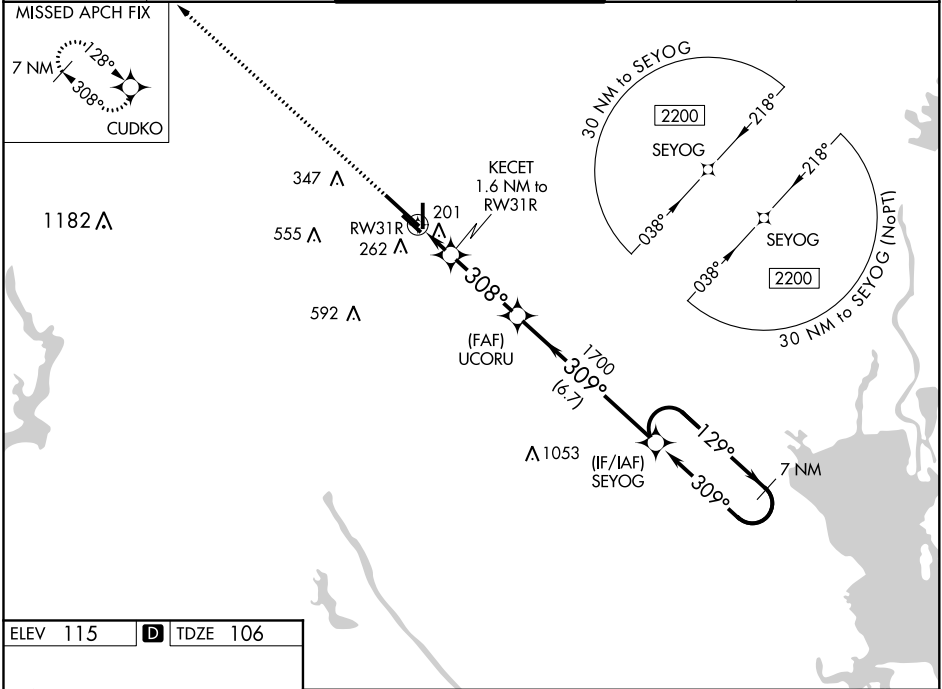 MISSED APCH FIX
7 NM
128°
308°
CUDKO
30 NM to SEYOG
2200
218°
SEYOG
038°
218°
038°
SEYOG
2200
30 NM to SEYOG (NoPT)
KECET
1.6 NM to
RW31R
347
1182
555
RW31R
201
262
308°
592
(FAF)
UCORU
1700
309°
(6.7)
1053
(IF/IAF)
SEYOG
129°
309°
7 NM
ELEV 115 D TDZE 106